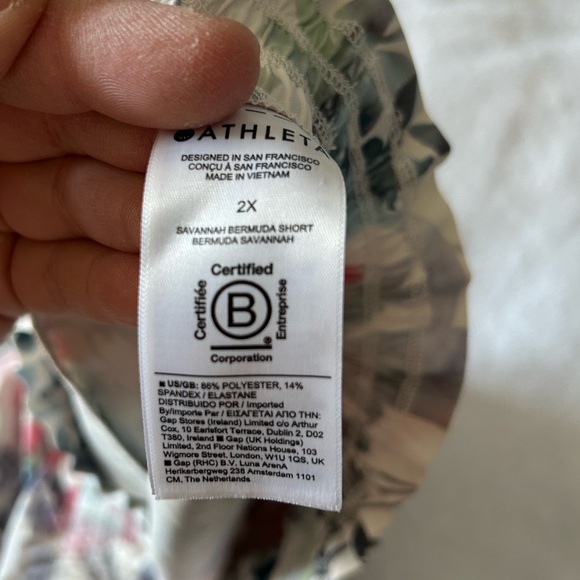 ATHLETA
DESIGNED IN SAN FRANCISCO
CONÇU À SAN FRANCISCO
MADE IN VIETNAM
2X
SAVANNAH BERMUDA SHORT
BERMUDA SAVANNAH
Certified
Certifiée
B
Entreprise
®
Corporation
■ US/GB: 86% POLYESTER, 14%
SPANDEX / ELASTANE
DISTRIBUIDO POR / Imported
By/importe Par / ΕΙΣΑΓΕΤΑΙ ΑΠΟ ΤΗΝ:
Gap Stores (Ireland) Limited c/o Arthur
Cox, 10 Earlsfort Terrace, Dublin 2, D02
T380, Ireland ■ Gap (UK Holdings)
Limited, 2nd Floor Nations House, 103
Wigmore Street, London, W1U 1QS, UK
■ Gap (RHC) B.V. Luna ArenA
Herikerbergweg 238 Amsterdam 1101
CM, The Netherlands